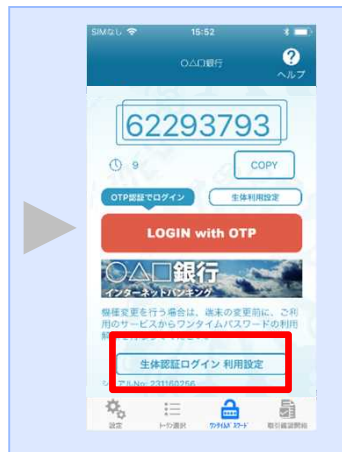 SIMなし 15:52
○△□銀行
ヘルプ
62293793
9 COPY
OTP認証でログイン 生体利用設定
LOGIN with OTP
○△□銀行
インターネットバンキング
機種変更を行う場合は、端末の変更前に、ご利
用のサービスからワンタイムパスワードの利用
生体認証ログイン 利用設定
No: 231160256
設定 トークン選択 ワンタイムパスワード 取引確認開始